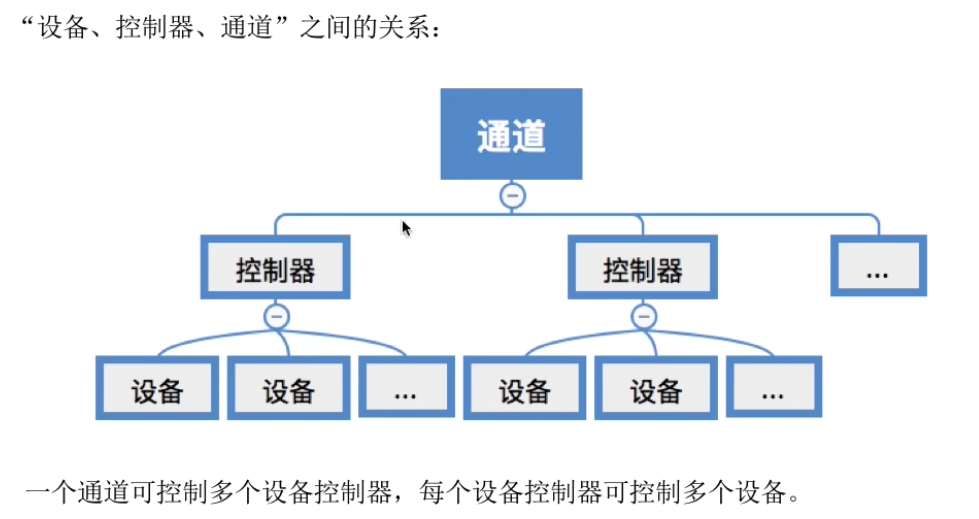 “设备、控制器、通道”之间的关系：
通道
控制器 控制器 ...
设备 设备 ... 设备 设备 ...
一个通道可控制多个设备控制器，每个设备控制器可控制多个设备。